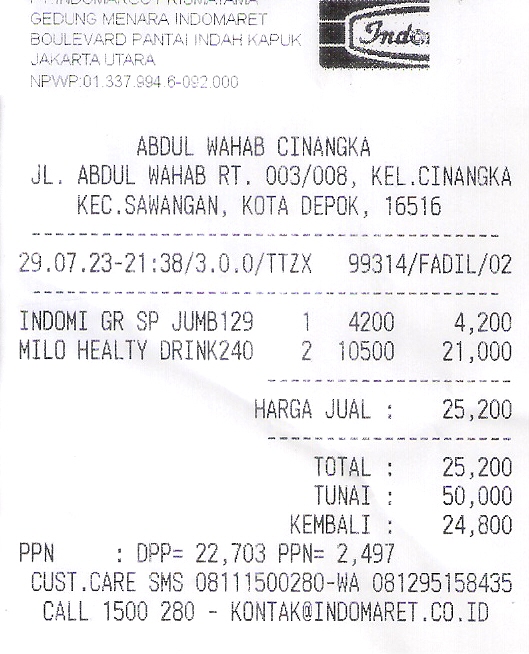 PT.INDOMARCO PRISMATAMA
GEDUNG MENARA INDOMARET
BOULEVARD PANTAI INDAH KAPUK
JAKARTA UTARA
NPWP:01.337.994.6-092.000
Indo
ABDUL WAHAB CINANGKA
JL. ABDUL WAHAB RT. 003/008, KEL.CINANGKA
KEC.SAWANGAN, KOTA DEPOK, 16516
29.07.23-21:38/3.0.0/TTZX 99314/FADIL/02
INDOMI GR SP JUMB129 1 4200 4,200
MILO HEALTY DRINK240 2 10500 21,000
HARGA JUAL : 25,200
TOTAL : 25,200
TUNAI : 50,000
KEMBALI : 24,800
PPN : DPP= 22,703 PPN= 2,497
CUST.CARE SMS 08111500280-WA 081295158435
CALL 1500 280 - KONTAK@INDOMARET.CO.ID